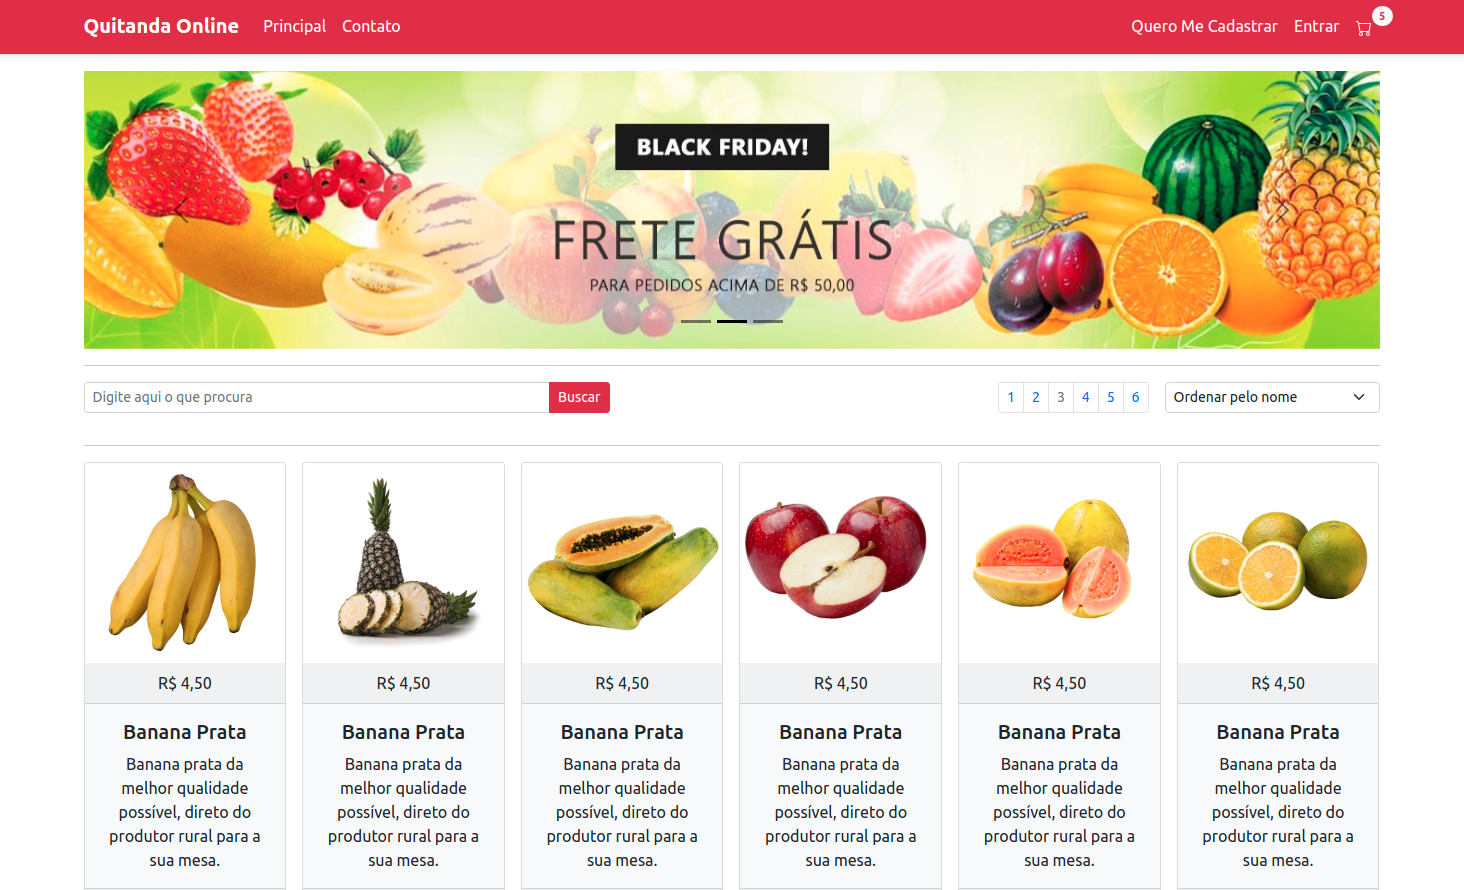 Quitanda Online Principal Contato Quero Me Cadastrar Entrar 5
BLACK FRIDAY!
FRETE GRÁTIS
PARA PEDIDOS ACIMA DE R$ 50,00
Digite aqui o que procura Buscar 1 2 3 4 5 6 Ordenar pelo nome
R$ 4,50
Banana Prata
Banana prata da
melhor qualidade
possível, direto do
produtor rural para a
sua mesa.
R$ 4,50
Banana Prata
Banana prata da
melhor qualidade
possível, direto do
produtor rural para a
sua mesa.
R$ 4,50
Banana Prata
Banana prata da
melhor qualidade
possível, direto do
produtor rural para a
sua mesa.
R$ 4,50
Banana Prata
Banana prata da
melhor qualidade
possível, direto do
produtor rural para a
sua mesa.
R$ 4,50
Banana Prata
Banana prata da
melhor qualidade
possível, direto do
produtor rural para a
sua mesa.
R$ 4,50
Banana Prata
Banana prata da
melhor qualidade
possível, direto do
produtor rural para a
sua mesa.